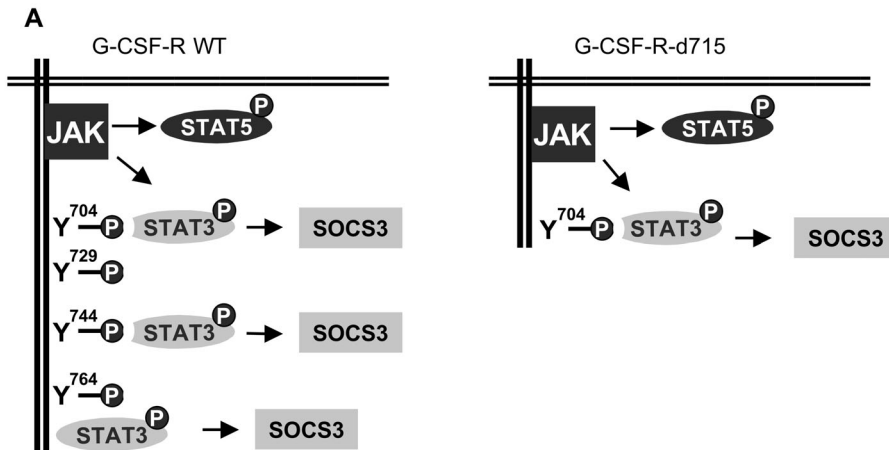 A
G-CSF-R WT
JAK
STAT5
P
Y704
P
STAT3
P
SOCS3
Y729
P
Y744
P
STAT3
P
SOCS3
Y764
P
STAT3
P
SOCS3
G-CSF-R-d715
JAK
STAT5
P
Y704
P
STAT3
P
SOCS3